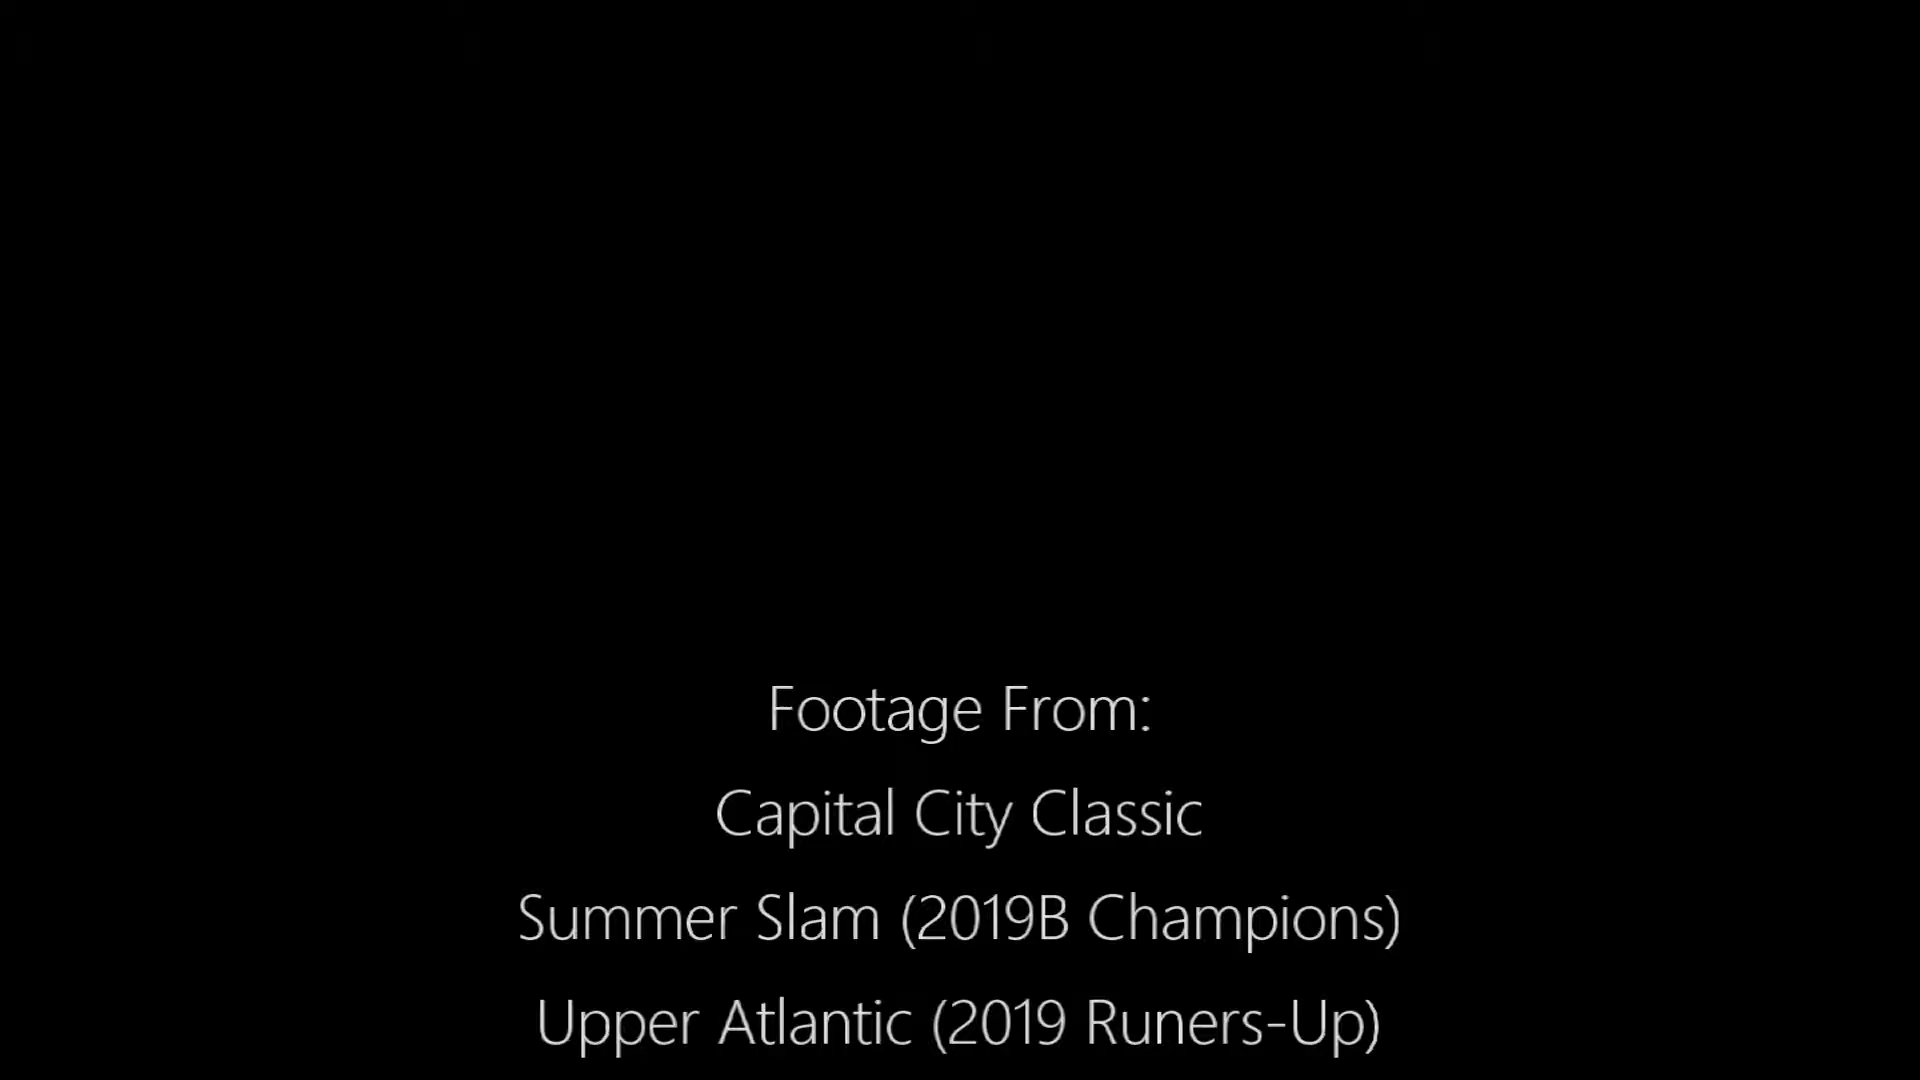 Footage From:
Capital City Classic
Summer Slam (2019B Champions)
Upper Atlantic (2019 Runers-Up)